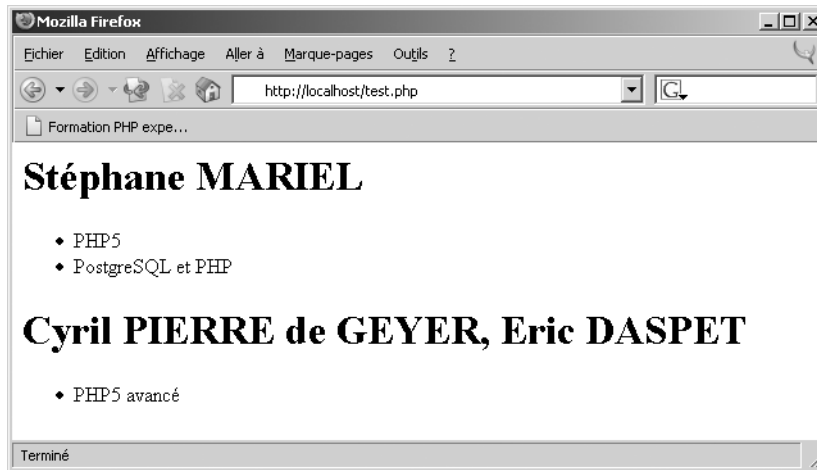 Mozilla Firefox
Fichier Edition Affichage Aller à Marque-pages Outils ?
http://localhost/test.php G
Formation PHP expe...
Stéphane MARIEL
• PHP5
• PostgreSQL et PHP
Cyril PIERRE de GEYER, Eric DASPET
• PHP5 avancé
Terminé